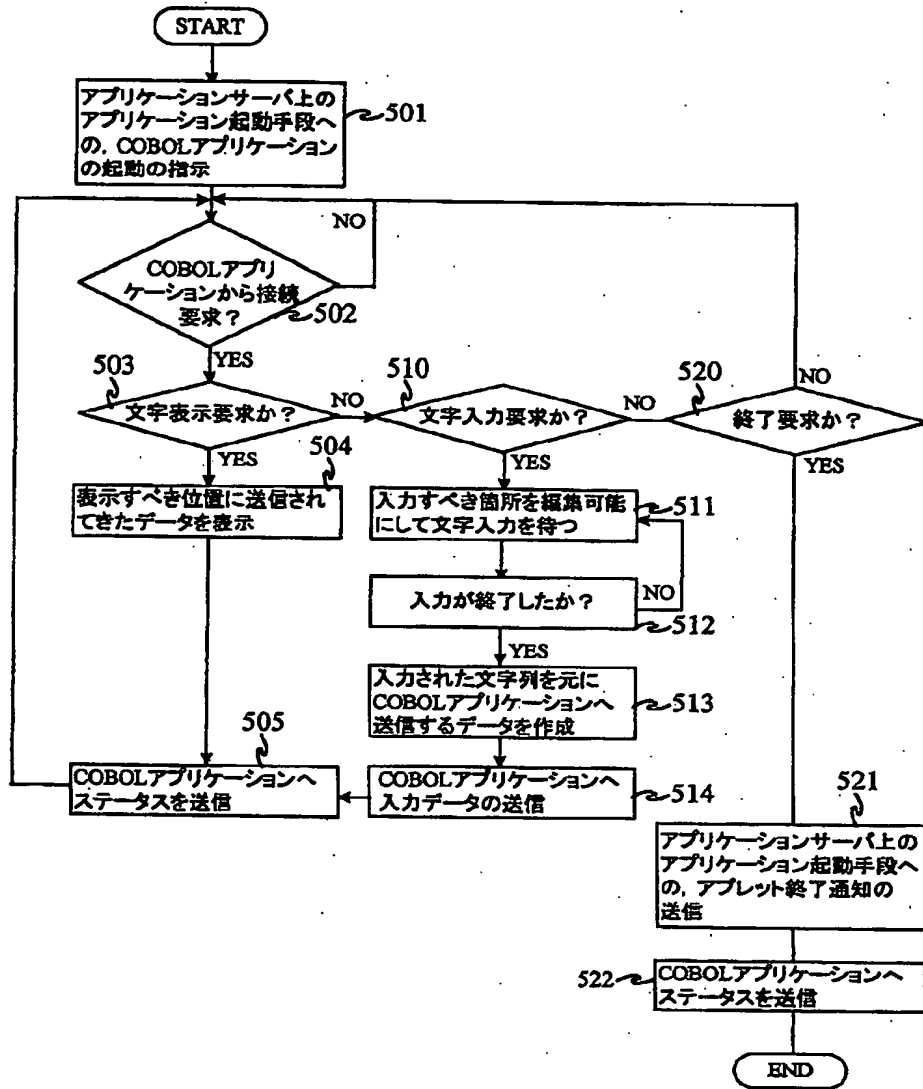 START
アプリケーションサーバ上の
アプリケーション起動手段へ
の，COBOLアプリケーション
の起動の指示
501
NO
COBOLアプリ
ケーションから接続
要求？
502
YES
503
文字表示要求か？
NO
510
文字入力要求か？
NO
520
終了要求か？
NO
YES
504
表示すべき位置に送信され
てきたデータを表示
YES
入力すべき箇所を編集可能
にして文字入力を待つ
511
YES
入力が終了したか？
NO
512
YES
入力された文字列を元に
COBOLアプリケーションへ
送信するデータを作成
513
505
COBOLアプリケーションへ
ステータスを送信
COBOLアプリケーションへ
入力データの送信
514
521
アプリケーションサーバ上の
アプリケーション起動手段へ
の，アプレット終了通知の
送信
522
COBOLアプリケーションへ
ステータスを送信
END